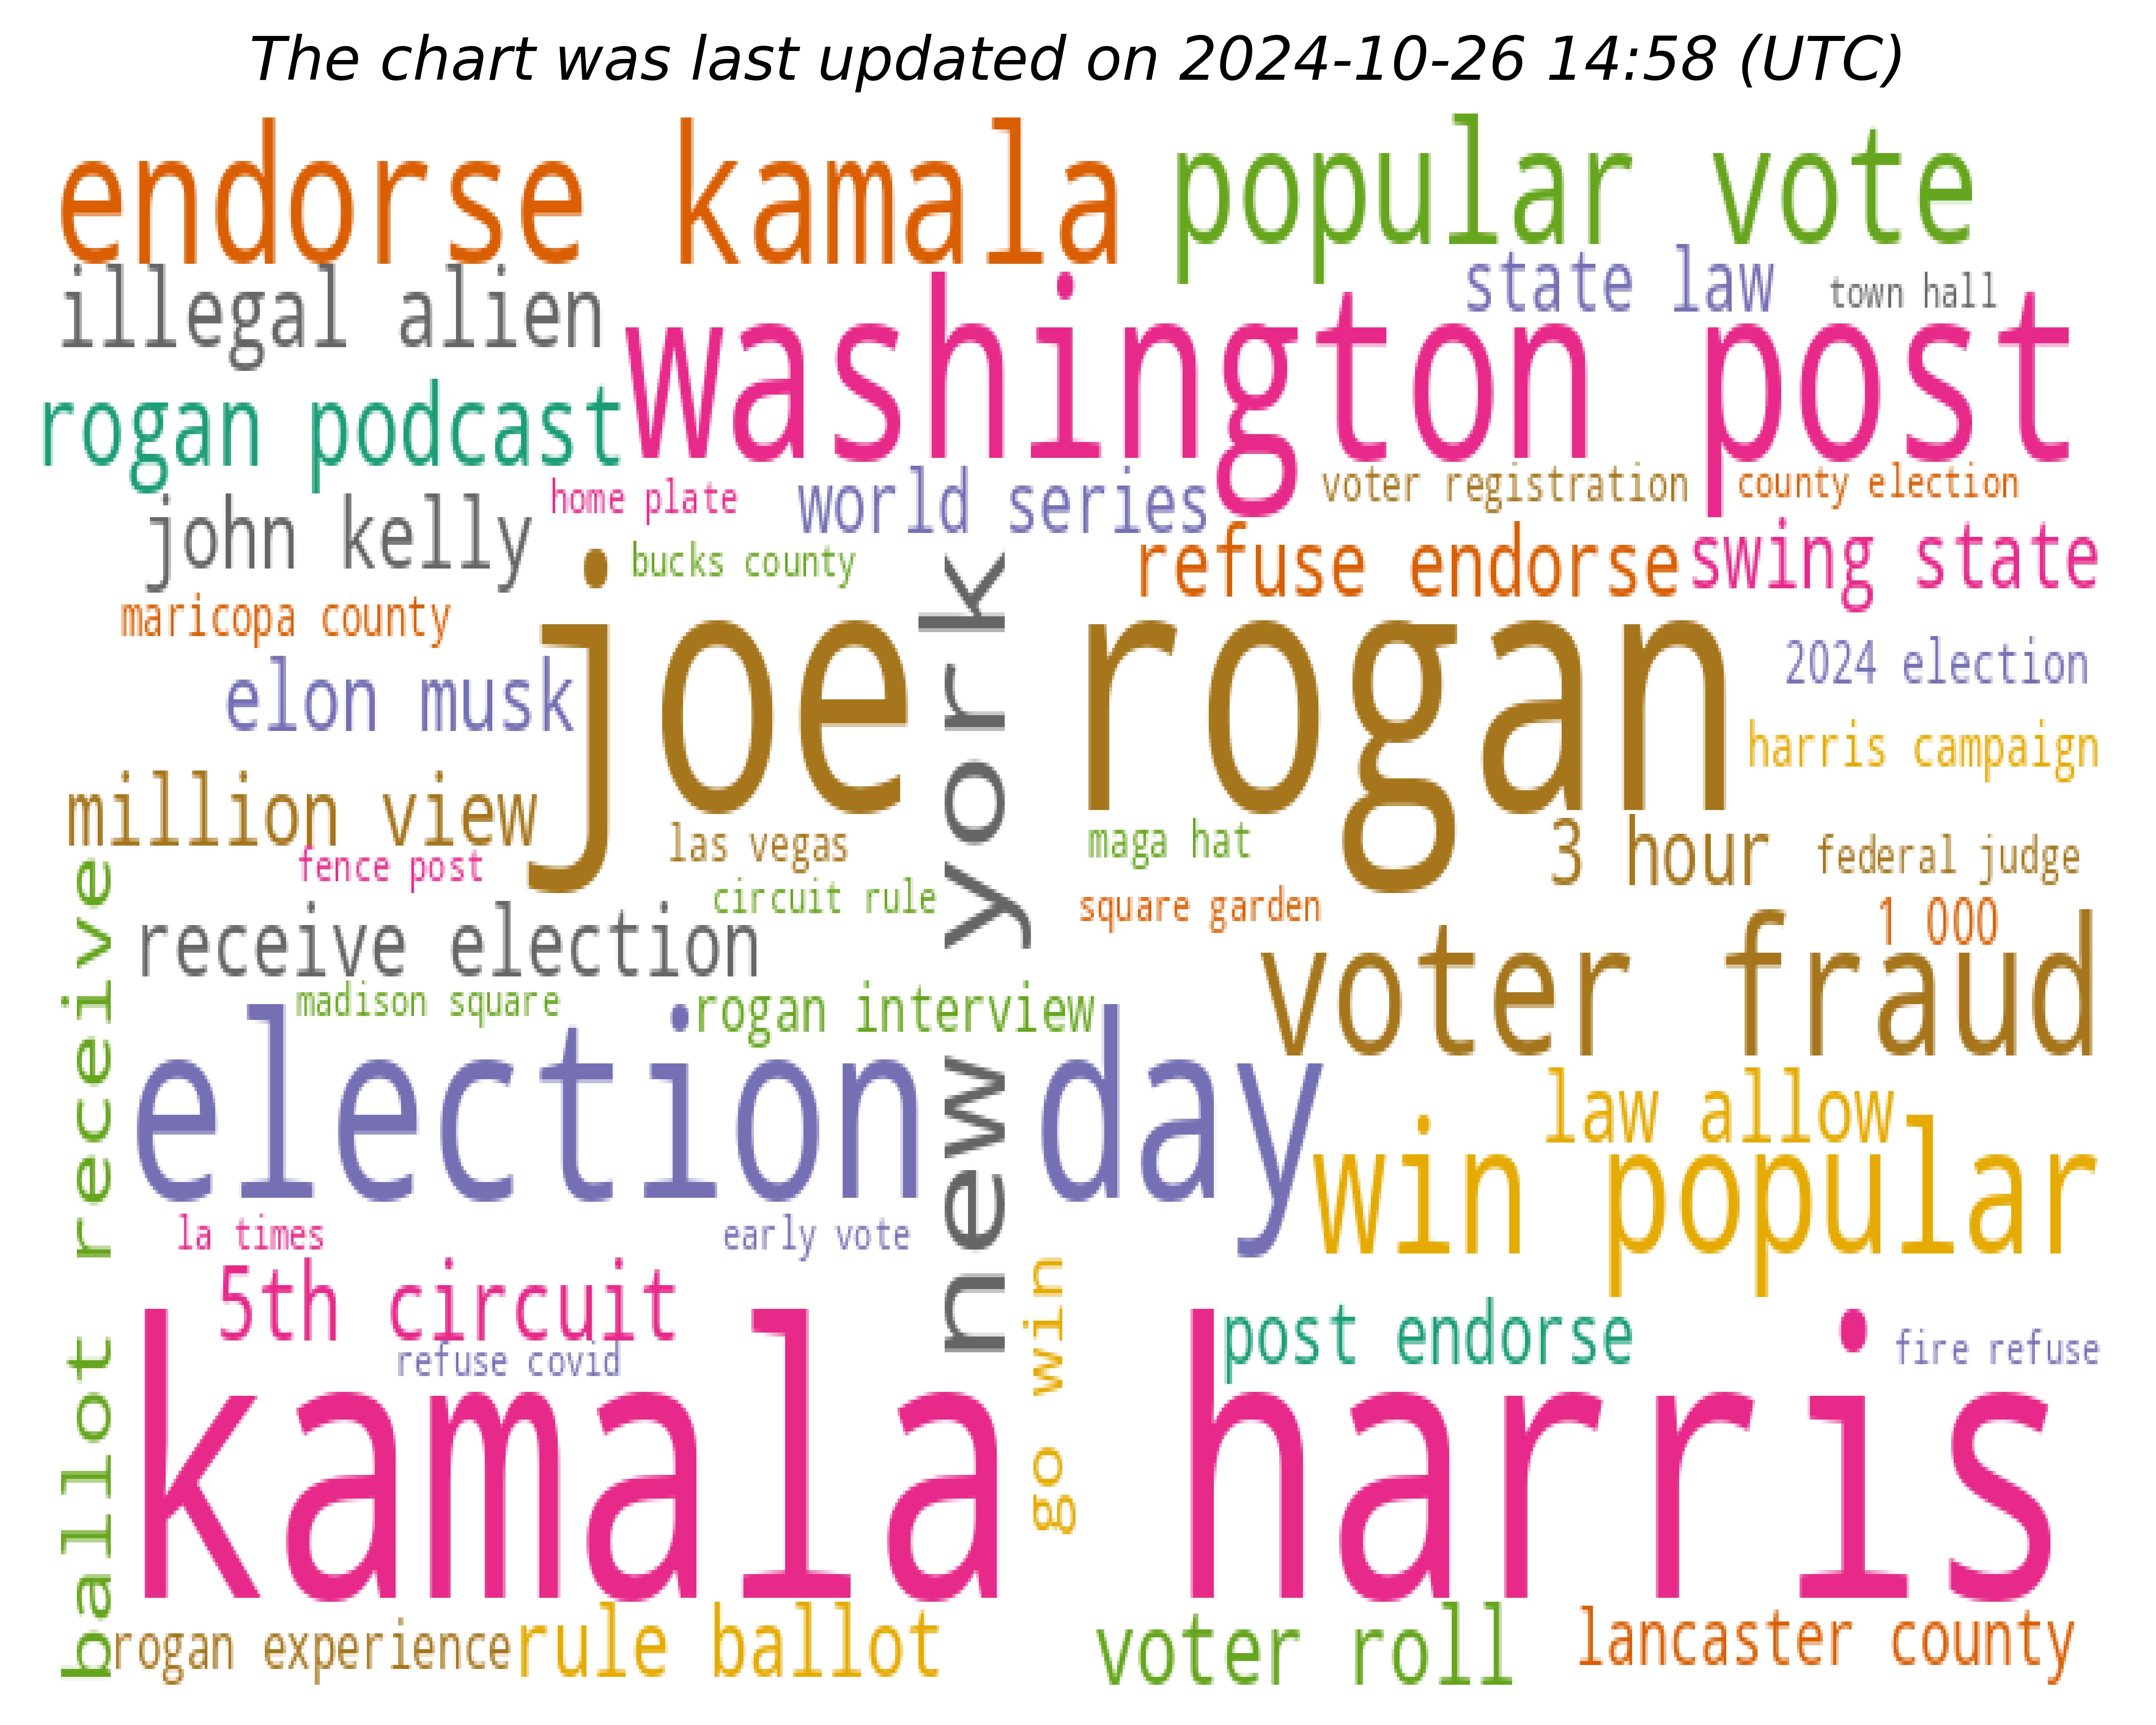 The chart was last updated on 2024-10-26 14:58 (UTC)
endorse kamala
popular vote
illegal alien
state law
town hall
washington post
rogan podcast
home plate
world series
voter registration
county election
john kelly
bucks county
refuse endorse
swing state
maricopa county
joe rogan
new york
elon musk
2024 election
harris campaign
million view
las vegas
maga hat
3 hour
federal judge
fence post
circuit rule
square garden
1 000
ballot receive
receive election
voter fraud
madison square
rogan interview
election day
law allow
win popular
la times
early vote
5th circuit
go win
post endorse
fire refuse
refuse covid
kamala harris
rogan experience
rule ballot
voter roll
lancaster county